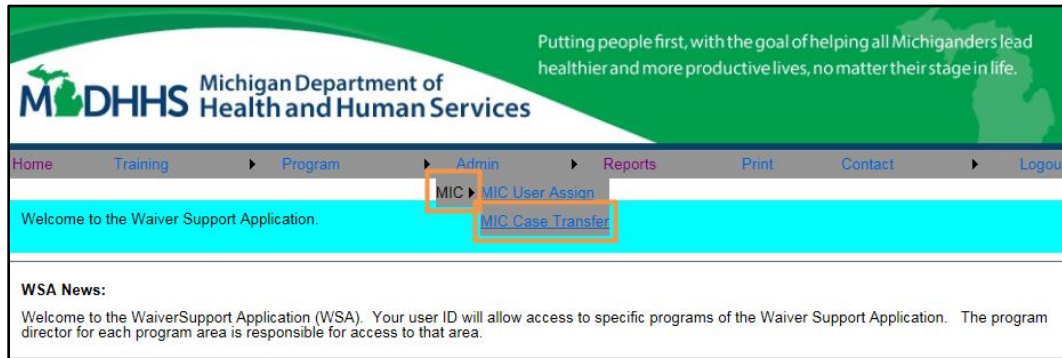 Putting people first, with the goal of helping all Michiganders lead
healthier and more productive lives, no matter their stage in life.
MDHHS Michigan Department of
Health and Human Services
Home Training Program Admin Reports Print Contact Logou
MIC MIC User Assign
Welcome to the Waiver Support Application.
MIC Case Transfer
WSA News:
Welcome to the WaiverSupport Application (WSA). Your user ID will allow access to specific programs of the Waiver Support Application. The program
director for each program area is responsible for access to that area.